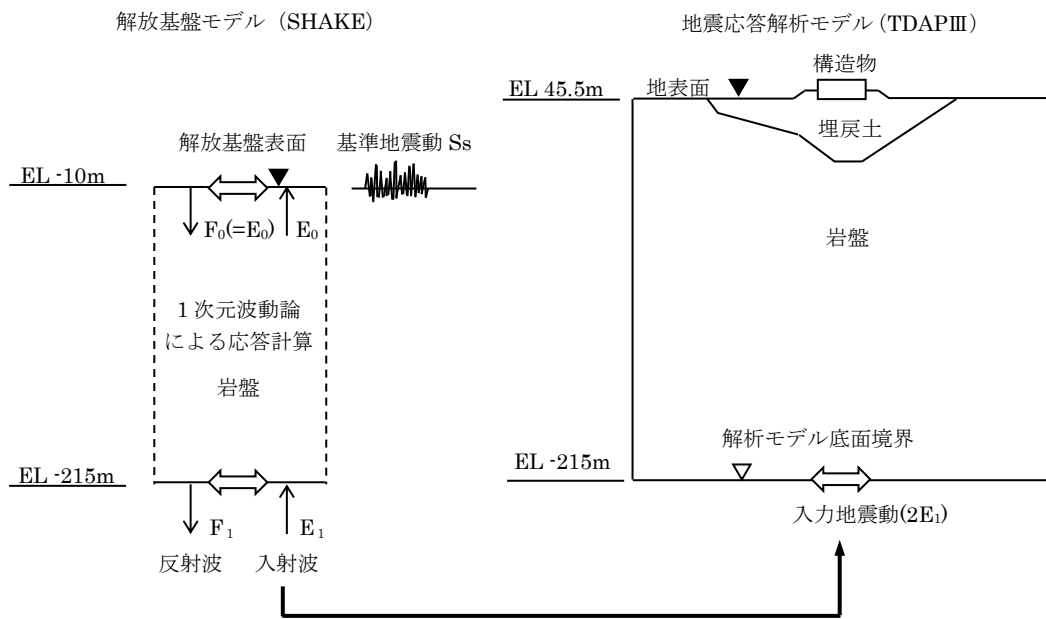 解放基盤モデル（SHAKE）
解放基盤表面
基準地震動 Ss
EL -10m
F₀(=E₀)
E₀
1 次元波動論
による応答計算
岩盤
EL -215m
F₁
E₁
反射波
入射波
地震応答解析モデル（TDAPⅢ）
構造物
EL 45.5m
地表面
埋戻土
岩盤
解析モデル底面境界
EL -215m
入力地震動(2E₁)